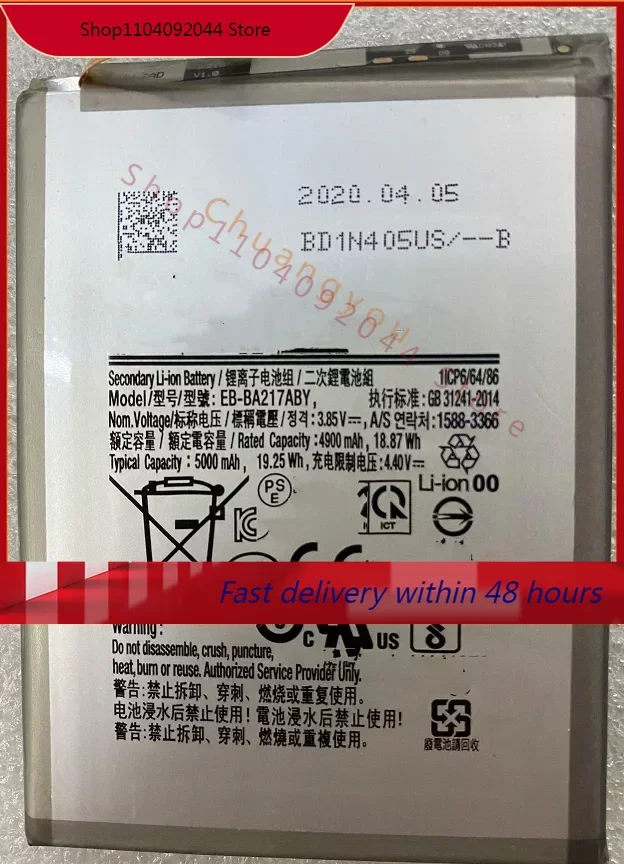 Shop1104092044 Store
V1.0
2020.04.05
BD1N405US/--B
Chuangyou
Shop1104092044 Store
Secondary Li-ion Battery / 锂离子电池组 / 二次鋰電池組 1ICP6/64/86
Model/型号/型號: EB-BA217ABY, 执行标准: GB 31241-2014
Nom.Voltage/标称电压 / 標稱電壓 / 정격: 3.85V⎓, A/S 연락처:1588-3366
额定容量 / 額定電容量 / Rated Capacity : 4900 mAh , 18.87 Wh
Typical Capacity : 5000 mAh , 19.25 Wh, 充电限制电压: 4.40V⎓
Li-ion 00
PS
E
ICT
Fast delivery within 48 hours
C US
Warning:
Do not disassemble, crush, puncture,
heat, burn or reuse. Authorized Service Provider Only.
警告: 禁止拆卸、穿刺、燃烧或重复使用。
电池浸水后禁止使用! 電池浸水后禁止使用!
警告: 禁止拆卸、穿刺、燃燒或重複使用。
廢電池請回收